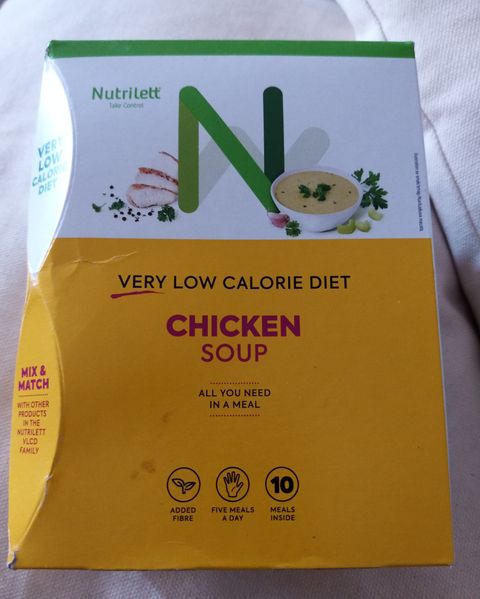 Nutrilett
Take Control
VERY
LOW
CALORIE
DIET
VERY LOW CALORIE DIET
CHICKEN
SOUP
ALL YOU NEED
IN A MEAL
MIX &
MATCH
WITH OTHER
PRODUCTS
IN THE
NUTRILETT
VLCD
FAMILY
ADDED
FIBRE
FIVE MEALS
A DAY
10
MEALS
INSIDE